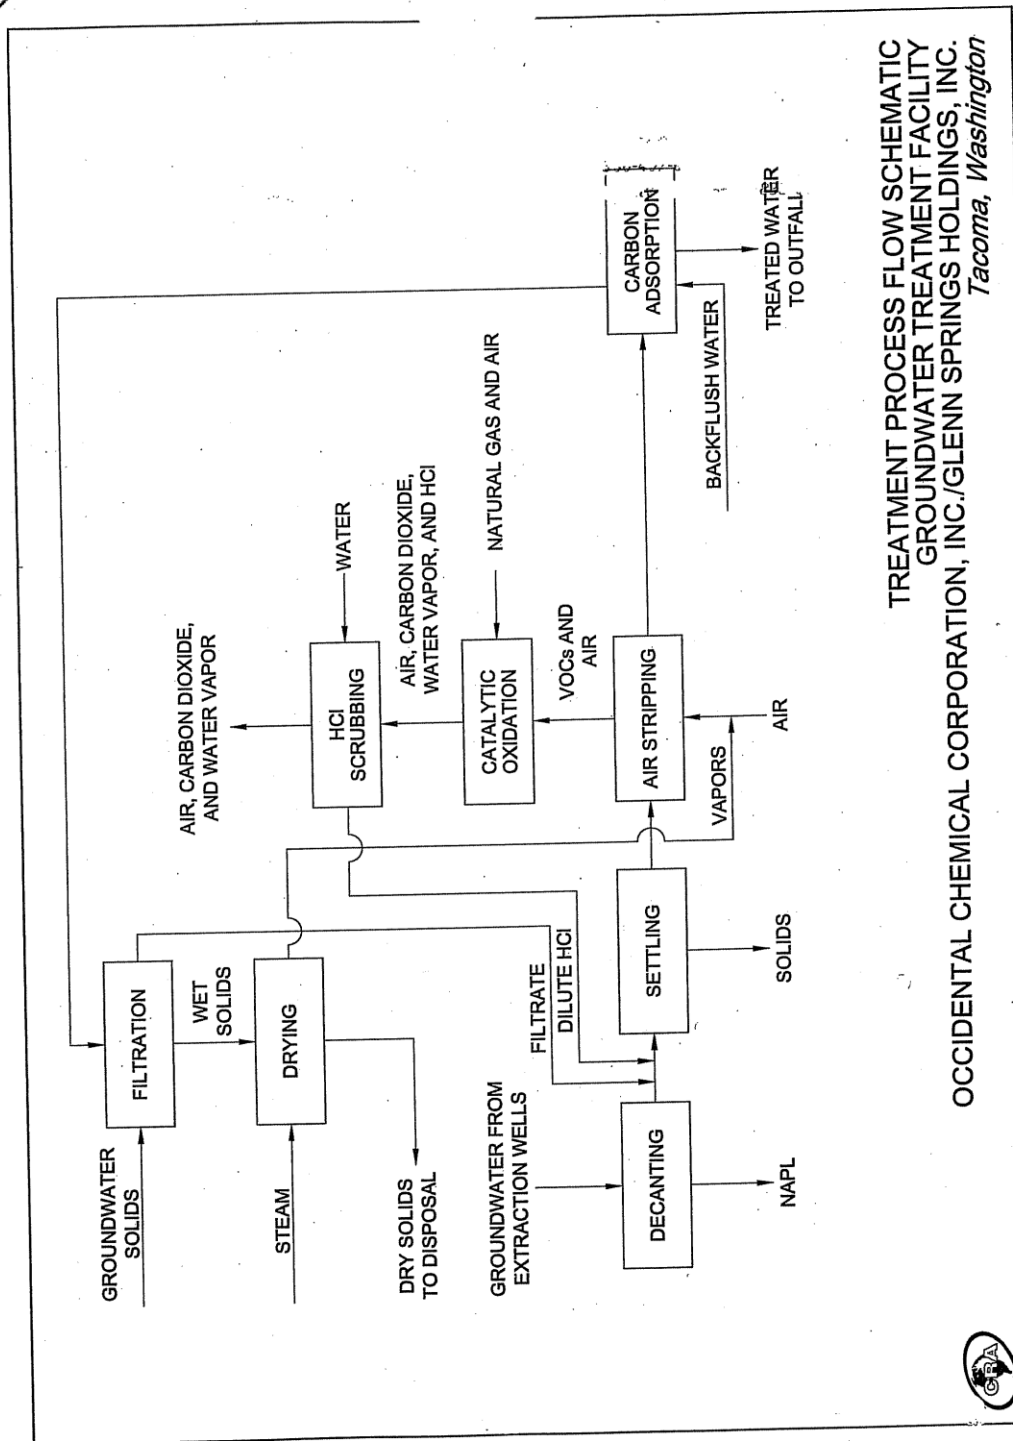 GROUNDWATER
SOLIDS
FILTRATION
WET
SOLIDS
STEAM
DRYING
DRY SOLIDS
TO DISPOSAL
AIR, CARBON DIOXIDE,
AND WATER VAPOR
HCl
SCRUBBING
WATER
AIR, CARBON DIOXIDE,
WATER VAPOR, AND HCl
CATALYTIC
OXIDATION
NATURAL GAS AND AIR
VOCs AND
AIR
GROUNDWATER FROM
EXTRACTION WELLS
FILTRATE
DILUTE HCl
DECANTING
SETTLING
AIR STRIPPING
CARBON
ADSORPTION
NAPL
SOLIDS
VAPORS
AIR
BACKFLUSH WATER
TREATED WATER
TO OUTFALL
TREATMENT PROCESS FLOW SCHEMATIC
GROUNDWATER TREATMENT FACILITY
OCCIDENTAL CHEMICAL CORPORATION, INC./GLENN SPRINGS HOLDINGS, INC.
Tacoma, Washington
CRA